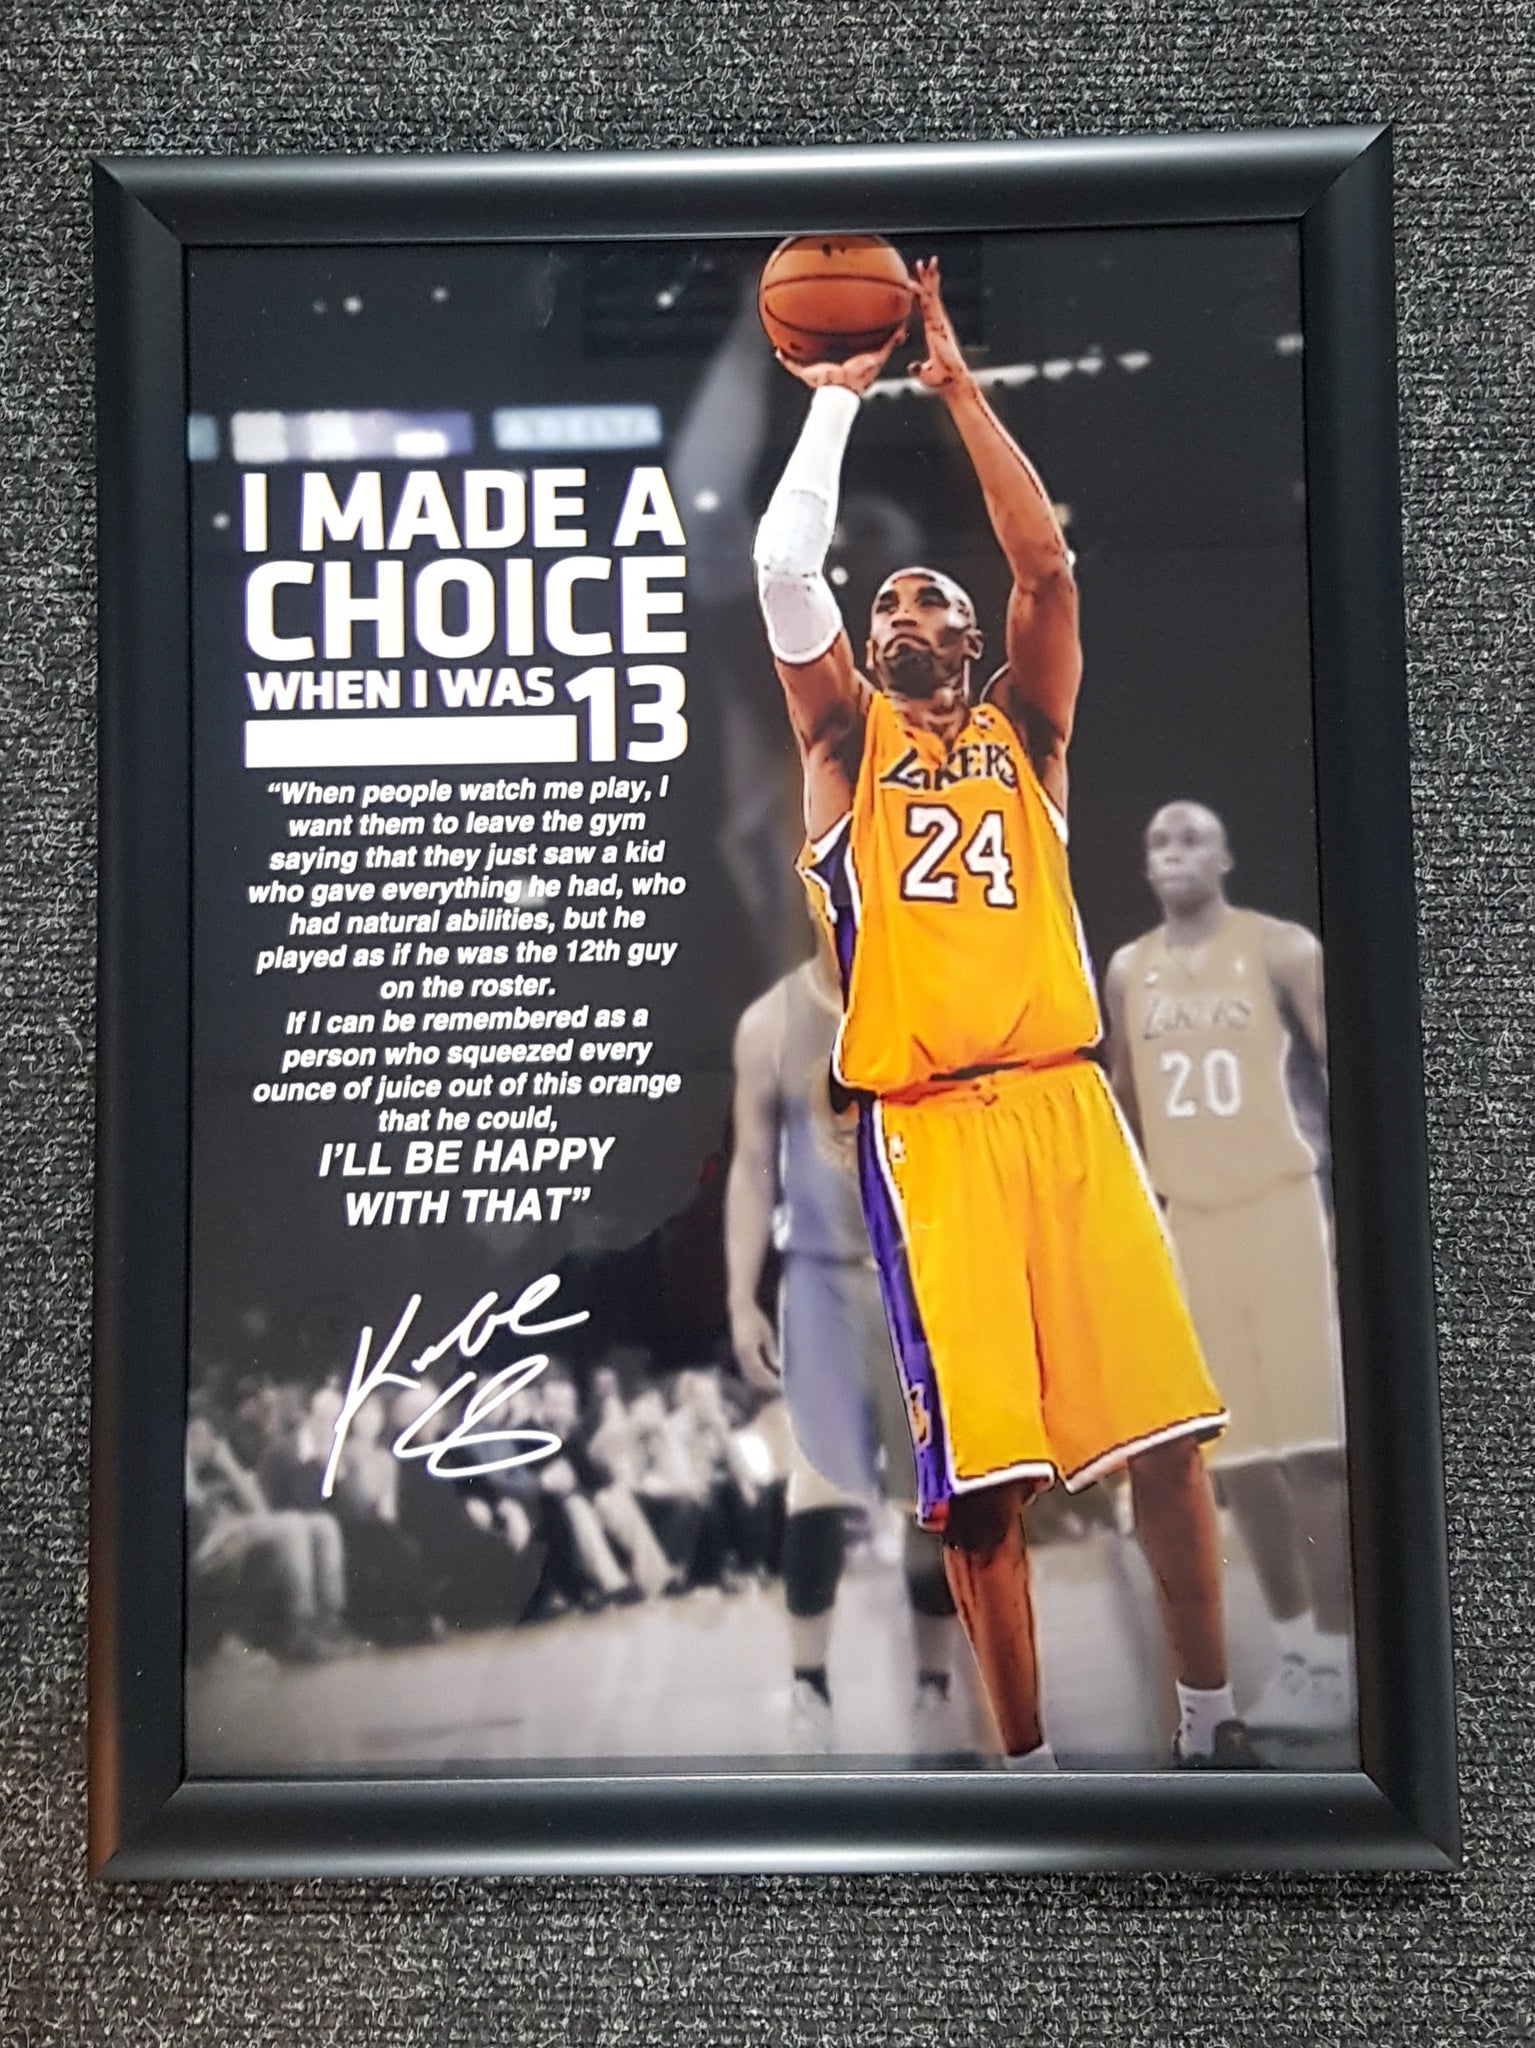 DELTA
I MADE A
CHOICE
WHEN I WAS 13
“When people watch me play, I
want them to leave the gym
saying that they just saw a kid
who gave everything he had, who
had natural abilities, but he
played as if he was the 12th guy
on the roster.
If I can be remembered as a
person who squeezed every
ounce of juice out of this orange
that he could,
I’LL BE HAPPY
WITH THAT”
Kobe
LAKERS
24
LAKERS
20